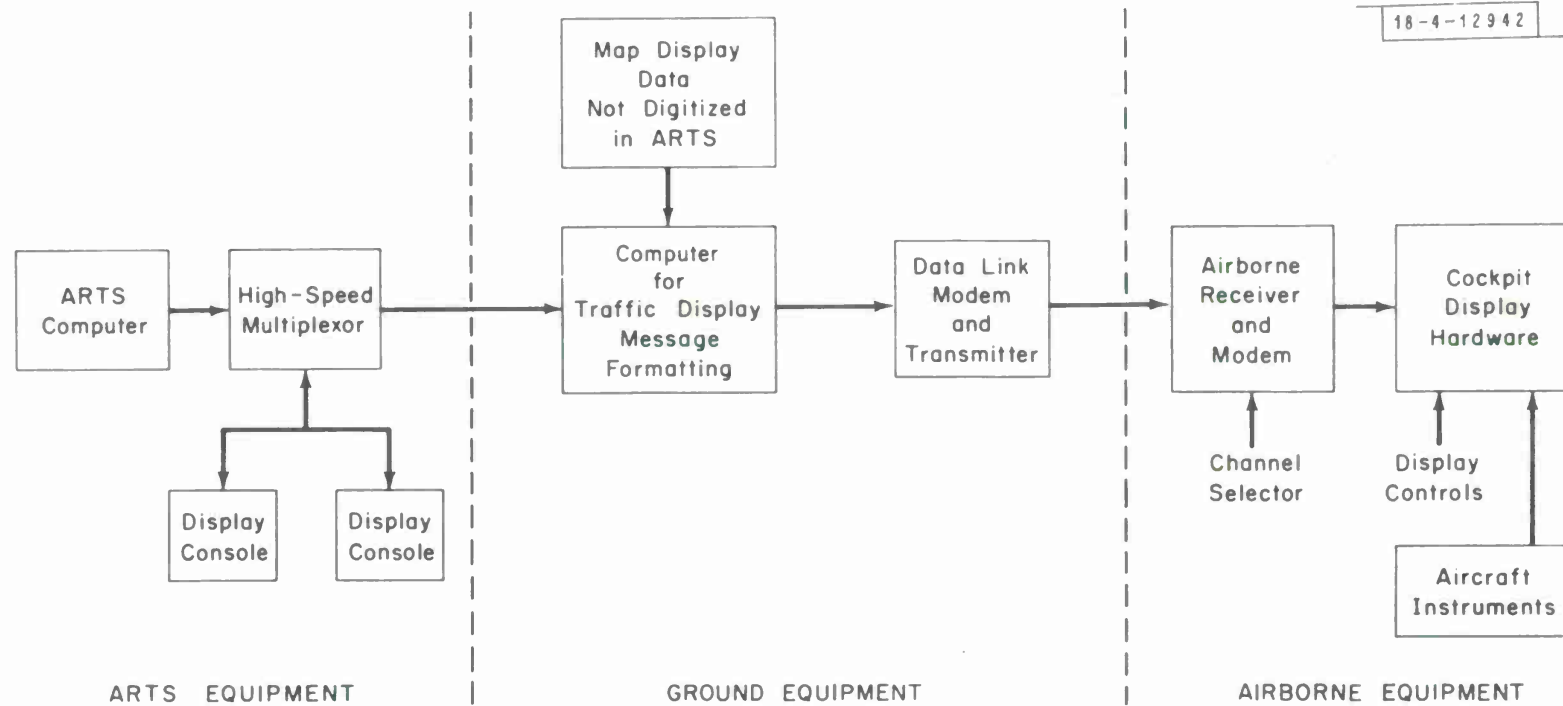 18-4-12942
Map Display
Data
Not Digitized
in ARTS
ARTS
Computer
High-Speed
Multiplexor
Computer
for
Traffic Display
Message
Formatting
Data Link
Modem
and
Transmitter
Airborne
Receiver
and
Modem
Cockpit
Display
Hardware
Display
Console
Display
Console
Channel
Selector
Display
Controls
Aircraft
Instruments
ARTS EQUIPMENT
GROUND EQUIPMENT
AIRBORNE EQUIPMENT